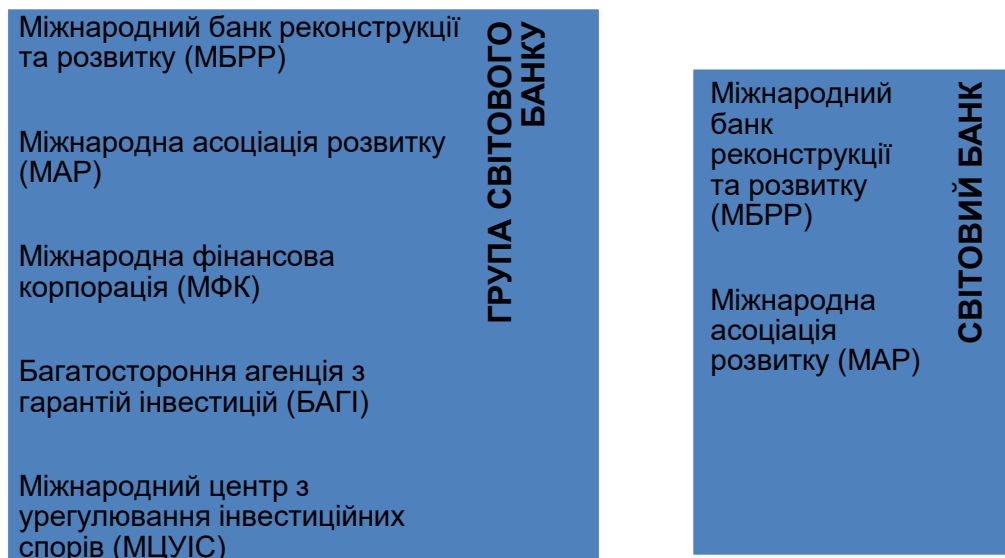 Міжнародний банк реконструкції
та розвитку (МБРР)
Міжнародна асоціація розвитку
(МАР)
Міжнародна фінансова
корпорація (МФК)
Багатостороння агенція з
гарантій інвестицій (БАГІ)
Міжнародний центр з
урегулювання інвестиційних
спорів (МЦУІС)
ГРУПА СВІТОВОГО
БАНКУ
Міжнародний
банк
реконструкції
та розвитку
(МБРР)
Міжнародна
асоціація
розвитку (МАР)
СВІТОВИЙ БАНК